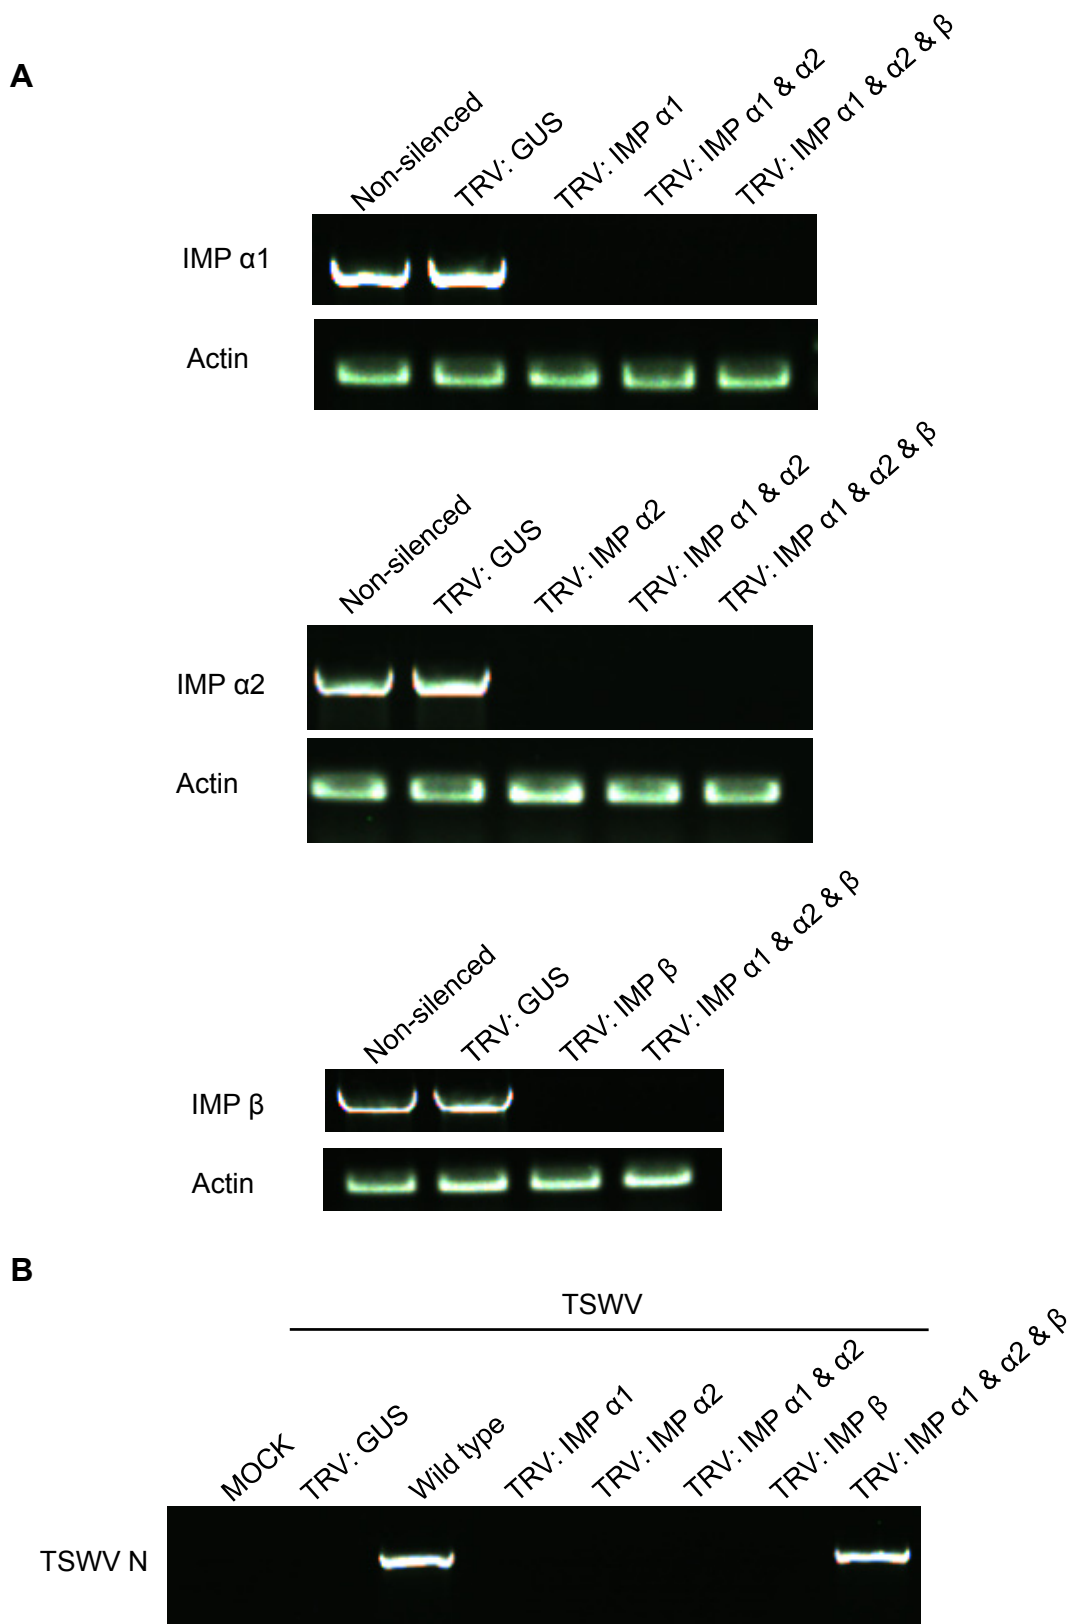 A
Non-silenced
TRV: GUS
TRV: IMP α1
TRV: IMP α1 & α2
TRV: IMP α1 & α2 & β
IMP α1
Actin
Non-silenced
TRV: GUS
TRV: IMP α2
TRV: IMP α1 & α2
TRV: IMP α1 & α2 & β
IMP α2
Actin
Non-silenced
TRV: GUS
TRV: IMP β
TRV: IMP α1 & α2 & β
IMP β
Actin
B
TSWV
MOCK
TRV: GUS
Wild type
TRV: IMP α1
TRV: IMP α2
TRV: IMP α1 & α2
TRV: IMP β
TRV: IMP α1 & α2 & β
TSWV N